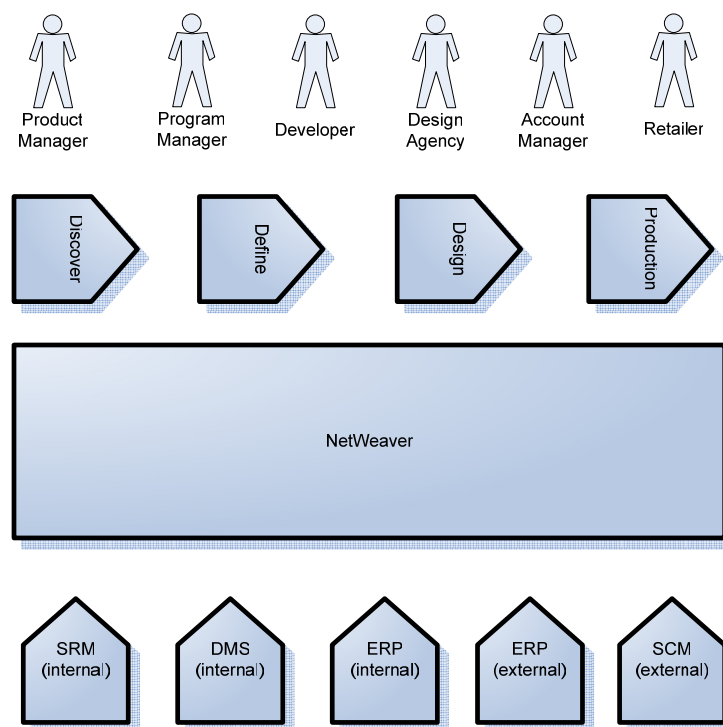 Product
Manager
Program
Manager
Developer
Design
Agency
Account
Manager
Retailer
Discover
Define
Design
Production
NetWeaver
SRM
(internal)
DMS
(internal)
ERP
(internal)
ERP
(external)
SCM
(external)